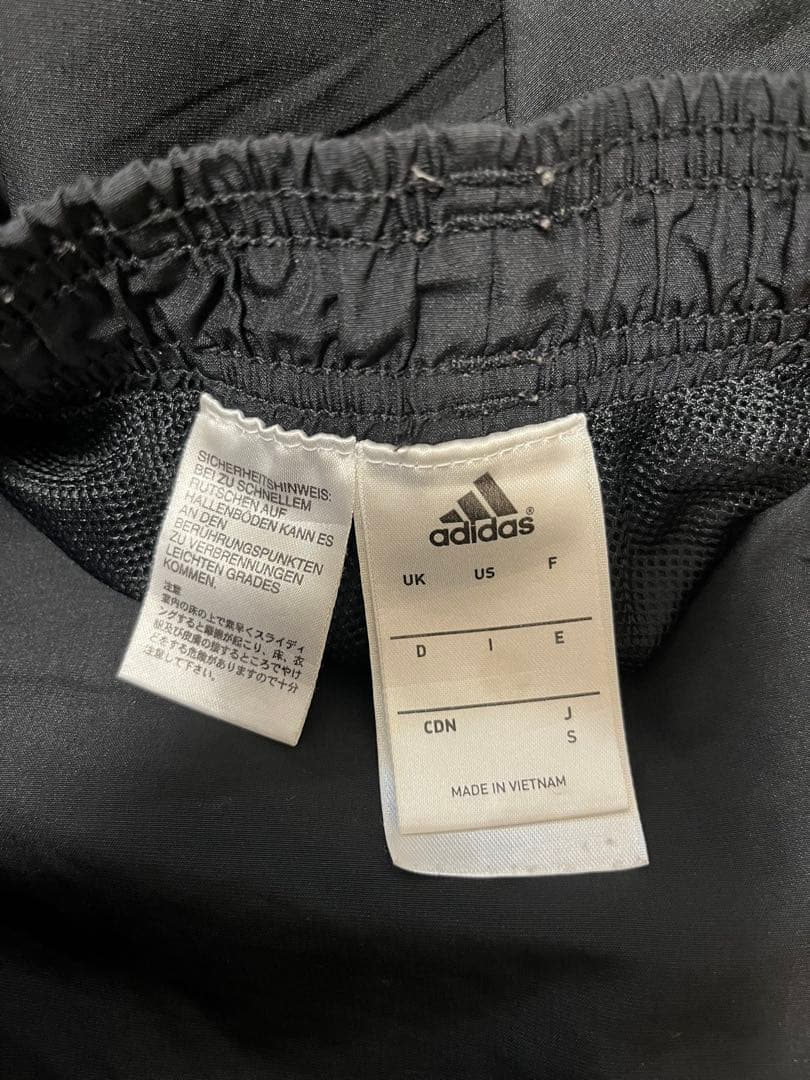 SICHERHEITSHINWEIS:
BEI ZU SCHNELLEM
RUTSCHEN AUF
HALLENBÖDEN KANN ES
AN DEN
BERÜHRUNGSPUNKTEN
ZU VERBRENNUNGEN
LEICHTEN GRADES
KOMMEN.
注意
室内の床の上で素早くスライディ
ングすると摩擦が起こり、床、衣
服及び皮膚の接するところでやけ
どをする危険がありますので十分
注意して下さい。
adidas®
UK US F
D I E
CDN J
S
MADE IN VIETNAM